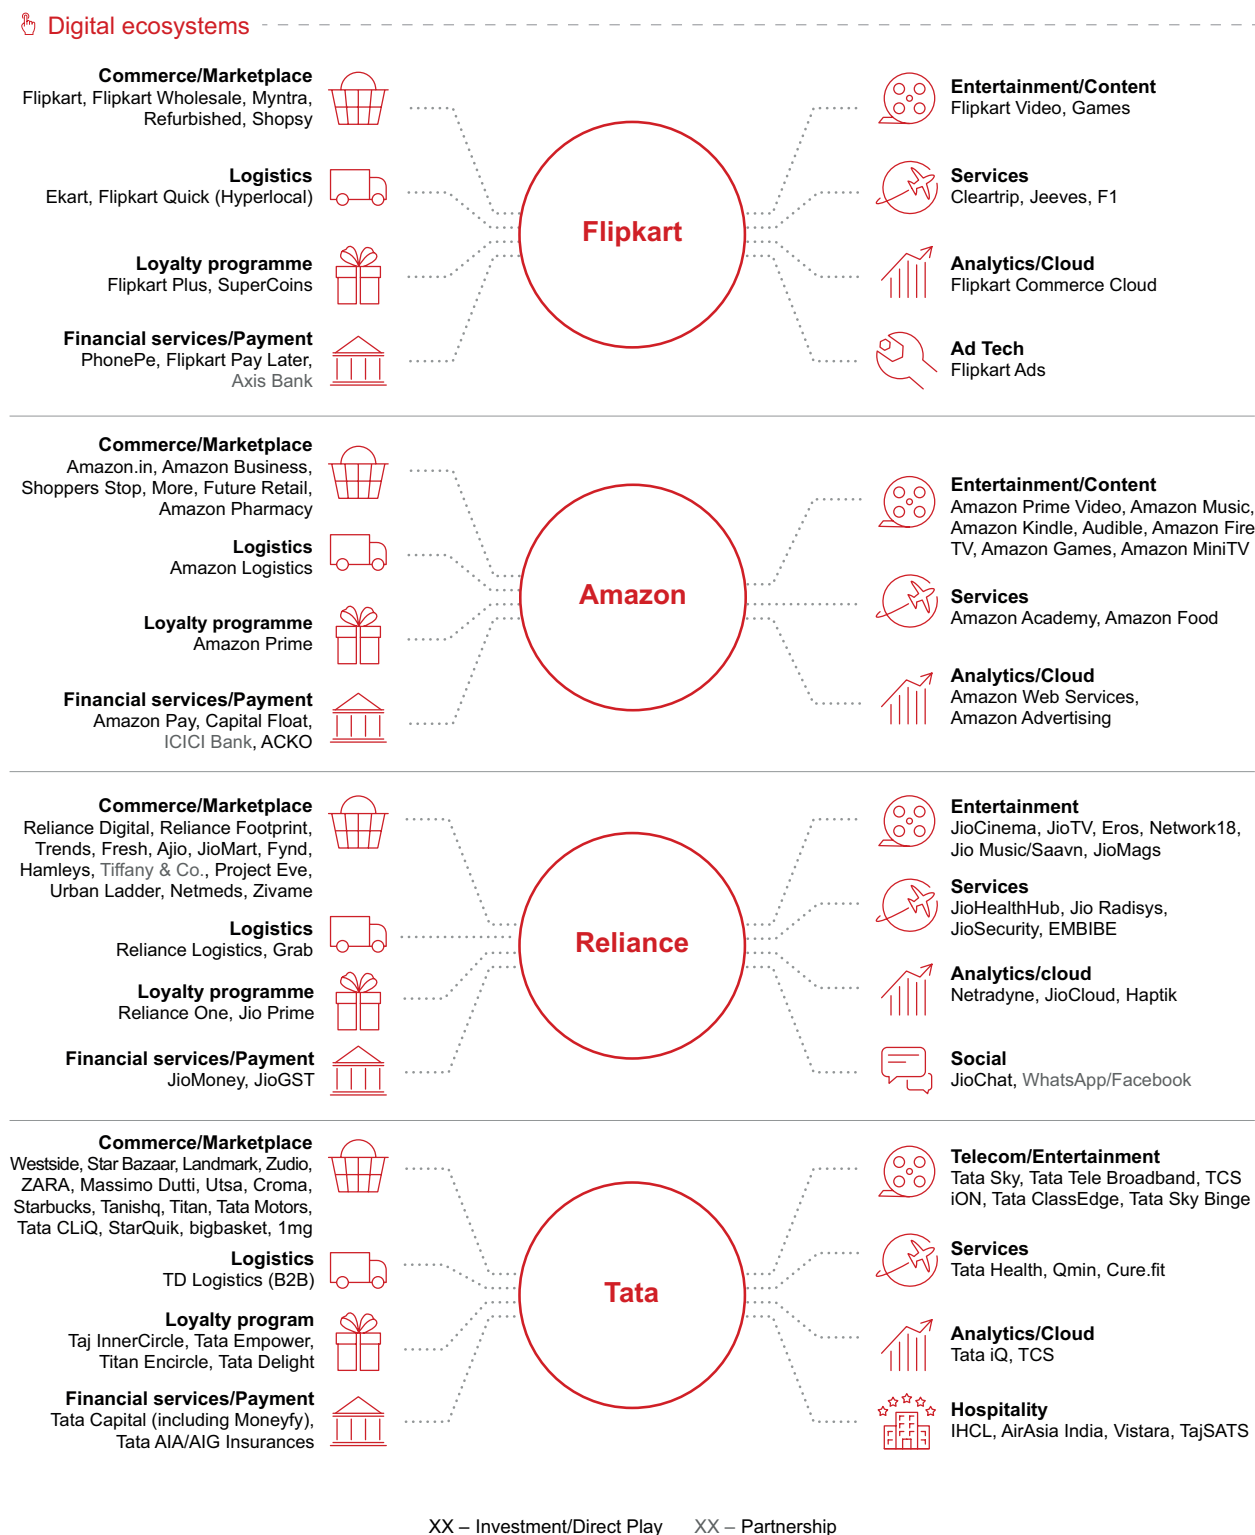 Digital ecosystems
Commerce/Marketplace
Flipkart, Flipkart Wholesale, Myntra,
Refurbished, Shopsy
Logistics
Ekart, Flipkart Quick (Hyperlocal)
Loyalty programme
Flipkart Plus, SuperCoins
Financial services/Payment
PhonePe, Flipkart Pay Later,
Axis Bank
Flipkart
Entertainment/Content
Flipkart Video, Games
Services
Cleartrip, Jeeves, F1
Analytics/Cloud
Flipkart Commerce Cloud
Ad Tech
Flipkart Ads
Commerce/Marketplace
Amazon.in, Amazon Business,
Shoppers Stop, More, Future Retail,
Amazon Pharmacy
Logistics
Amazon Logistics
Loyalty programme
Amazon Prime
Financial services/Payment
Amazon Pay, Capital Float,
ICICI Bank, ACKO
Amazon
Entertainment/Content
Amazon Prime Video, Amazon Music,
Amazon Kindle, Audible, Amazon Fire
TV, Amazon Games, Amazon MiniTV
Services
Amazon Academy, Amazon Food
Analytics/Cloud
Amazon Web Services,
Amazon Advertising
Commerce/Marketplace
Reliance Digital, Reliance Footprint,
Trends, Fresh, Ajio, JioMart, Fynd,
Hamleys, Tiffany & Co., Project Eve,
Urban Ladder, Netmeds, Zivame
Logistics
Reliance Logistics, Grab
Loyalty programme
Reliance One, Jio Prime
Financial services/Payment
JioMoney, JioGST
Reliance
Entertainment
JioCinema, JioTV, Eros, Network18,
Jio Music/Saavn, JioMags
Services
JioHealthHub, Jio Radisys,
JioSecurity, EMBIBE
Analytics/cloud
Netradyne, JioCloud, Haptik
Social
JioChat, WhatsApp/Facebook
Commerce/Marketplace
Westside, Star Bazaar, Landmark, Zudio,
ZARA, Massimo Dutti, Utsa, Croma,
Starbucks, Tanishq, Titan, Tata Motors,
Tata CLiQ, StarQuik, bigbasket, 1mg
Logistics
TD Logistics (B2B)
Loyalty program
Taj InnerCircle, Tata Empower,
Titan Encircle, Tata Delight
Financial services/Payment
Tata Capital (including Moneyfy),
Tata AIA/AIG Insurances
Tata
Telecom/Entertainment
Tata Sky, Tata Tele Broadband, TCS
iON, Tata ClassEdge, Tata Sky Binge
Services
Tata Health, Qmin, Cure.fit
Analytics/Cloud
Tata iQ, TCS
Hospitality
IHCL, AirAsia India, Vistara, TajSATS
XX – Investment/Direct Play XX – Partnership